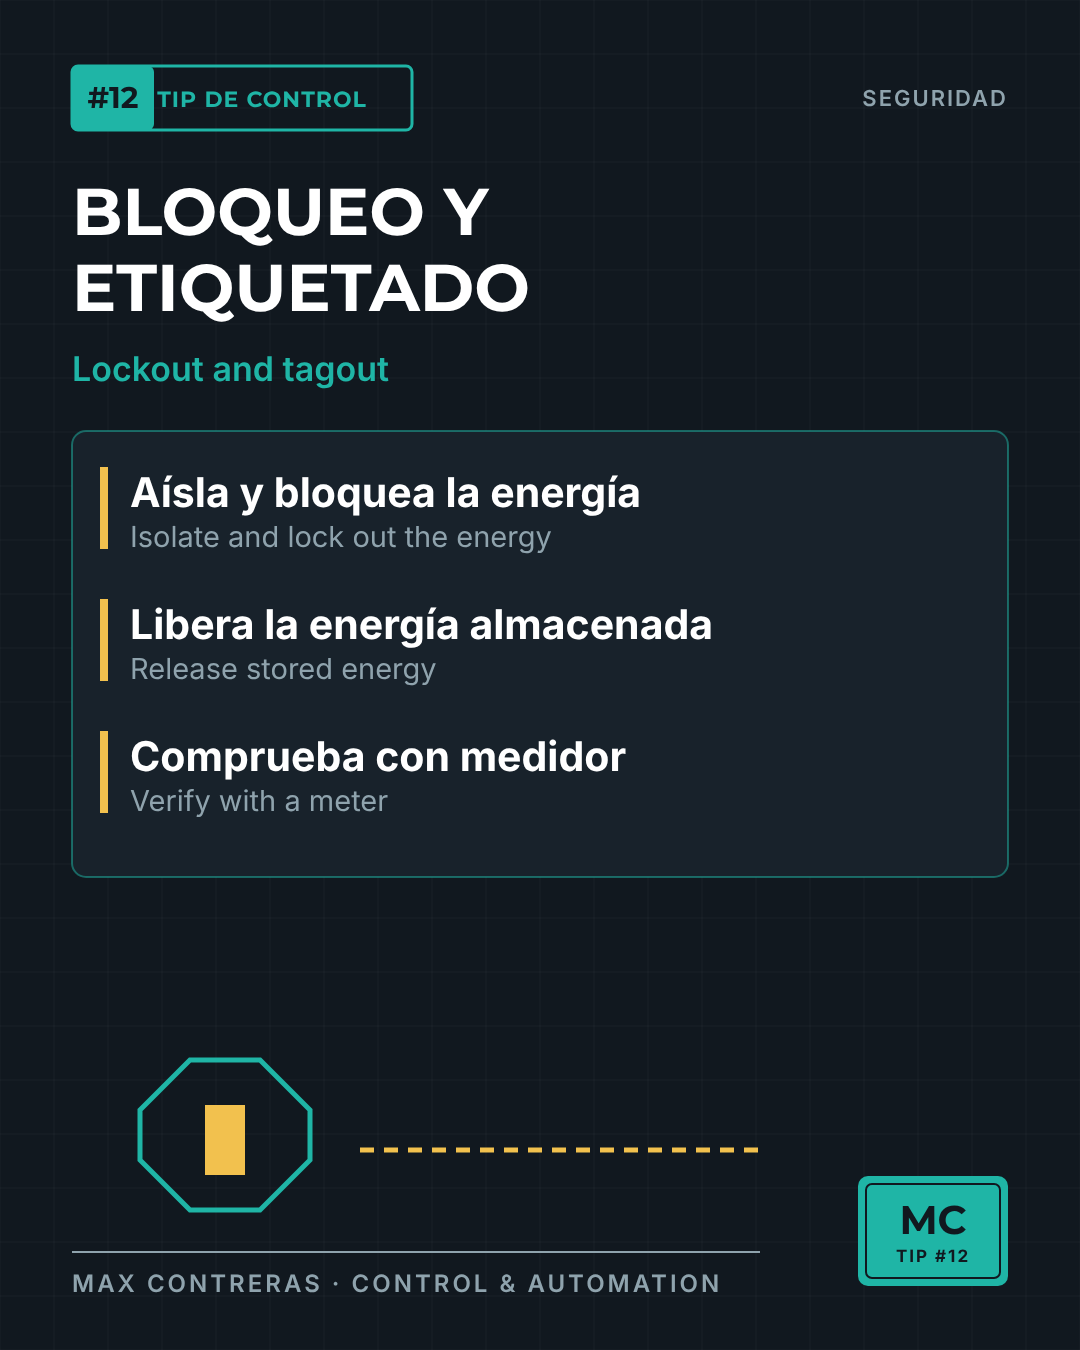 #12 TIP DE CONTROL
SEGURIDAD
BLOQUEO Y
ETIQUETADO
Lockout and tagout
Aísla y bloquea la energía
Isolate and lock out the energy
Libera la energía almacenada
Release stored energy
Comprueba con medidor
Verify with a meter
MC
TIP #12
MAX CONTRERAS · CONTROL & AUTOMATION